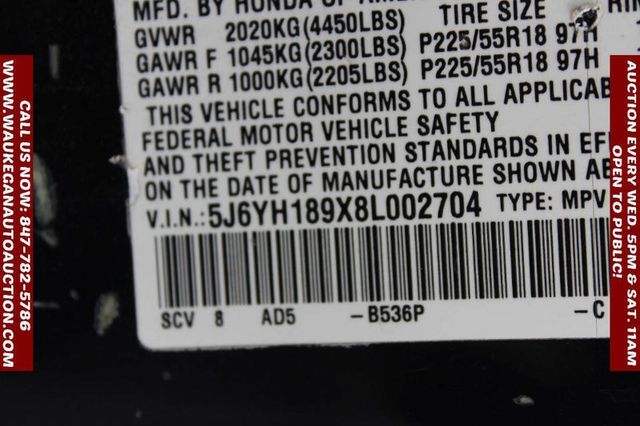 MFD. BY HONDA OF
TIRE SIZE
GVWR 2020KG(4450LBS)
GAWR F 1045KG(2300LBS) P225/55R18 97H
GAWR R 1000KG(2205LBS) P225/55R18 97H
THIS VEHICLE CONFORMS TO ALL APPLICAB
FEDERAL MOTOR VEHICLE SAFETY
AND THEFT PREVENTION STANDARDS IN EF
ON THE DATE OF MANUFACTURE SHOWN AB
V.I.N.: 5J6YH189X8L002704 TYPE: MPV
SCV 8 AD5 -B536P -C
CALL US NOW: 847-782-5786
WWW.WAUKEGANAUTOAUCTION.COM
AUCTION EVERY WED. 5PM & SAT. 11AM
OPEN TO PUBLIC!